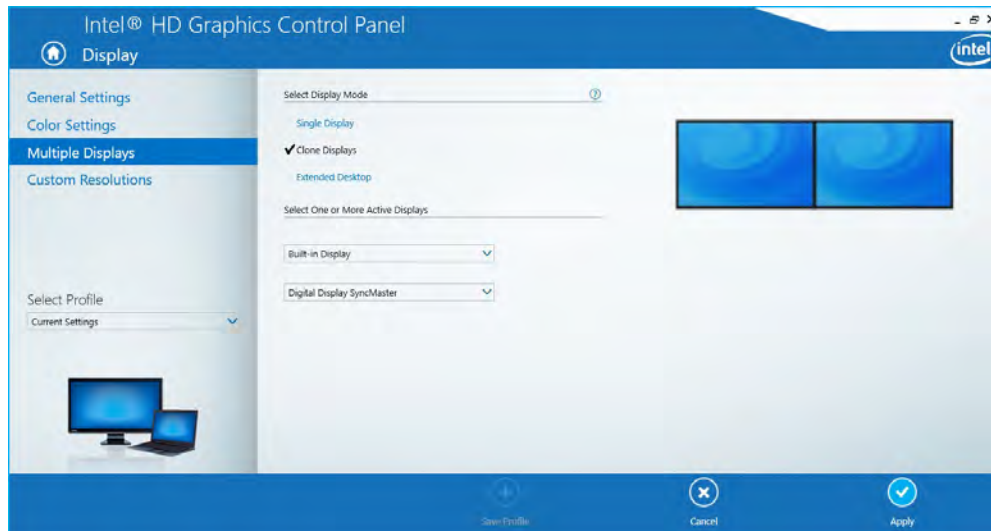 Intel® HD Graphics Control Panel
Display
intel
General Settings
Color Settings
Multiple Displays
Custom Resolutions
Select Profile
Current Settings
Select Display Mode
Single Display
Clone Displays
Extended Desktop
Select One or More Active Displays
Built-in Display
Digital Display SyncMaster
Save Profile
Cancel
Apply